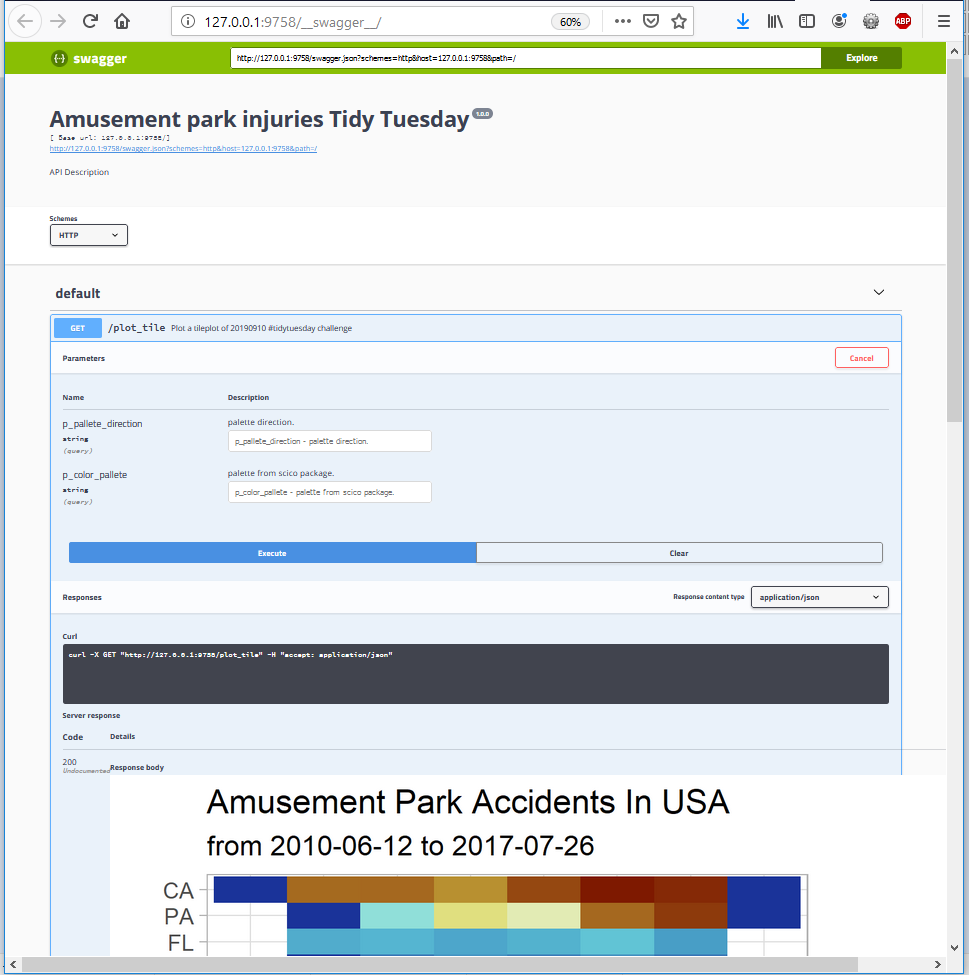 127.0.0.1:9758/__swagger__/
60%
ABP
swagger
http://127.0.0.1:9758/swagger.json?schemes=http&host=127.0.0.1:9758&path=/
Explore
Amusement park injuries Tidy Tuesday 1.0.0
[ Base url: 127.0.0.1:9758/]
http://127.0.0.1:9758/swagger.json?schemes=http&host=127.0.0.1:9758&path=/
API Description
Schemes
HTTP
default
GET /plot_tile Plot a tileplot of 20190910 #tidytuesday challenge
Parameters
Cancel
Name Description
p_pallete_direction palette direction.
string p_pallete_direction - palette direction.
(query)
p_color_pallete palette from scico package.
string p_color_pallete - palette from scico package.
(query)
Execute Clear
Responses
Response content type application/json
Curl
curl -X GET "http://127.0.0.1:9758/plot_tile" -H "accept: application/json"
Server response
Code Details
200
Undocumented Response body
Amusement Park Accidents In USA
from 2010-06-12 to 2017-07-26
CA
PA
FL